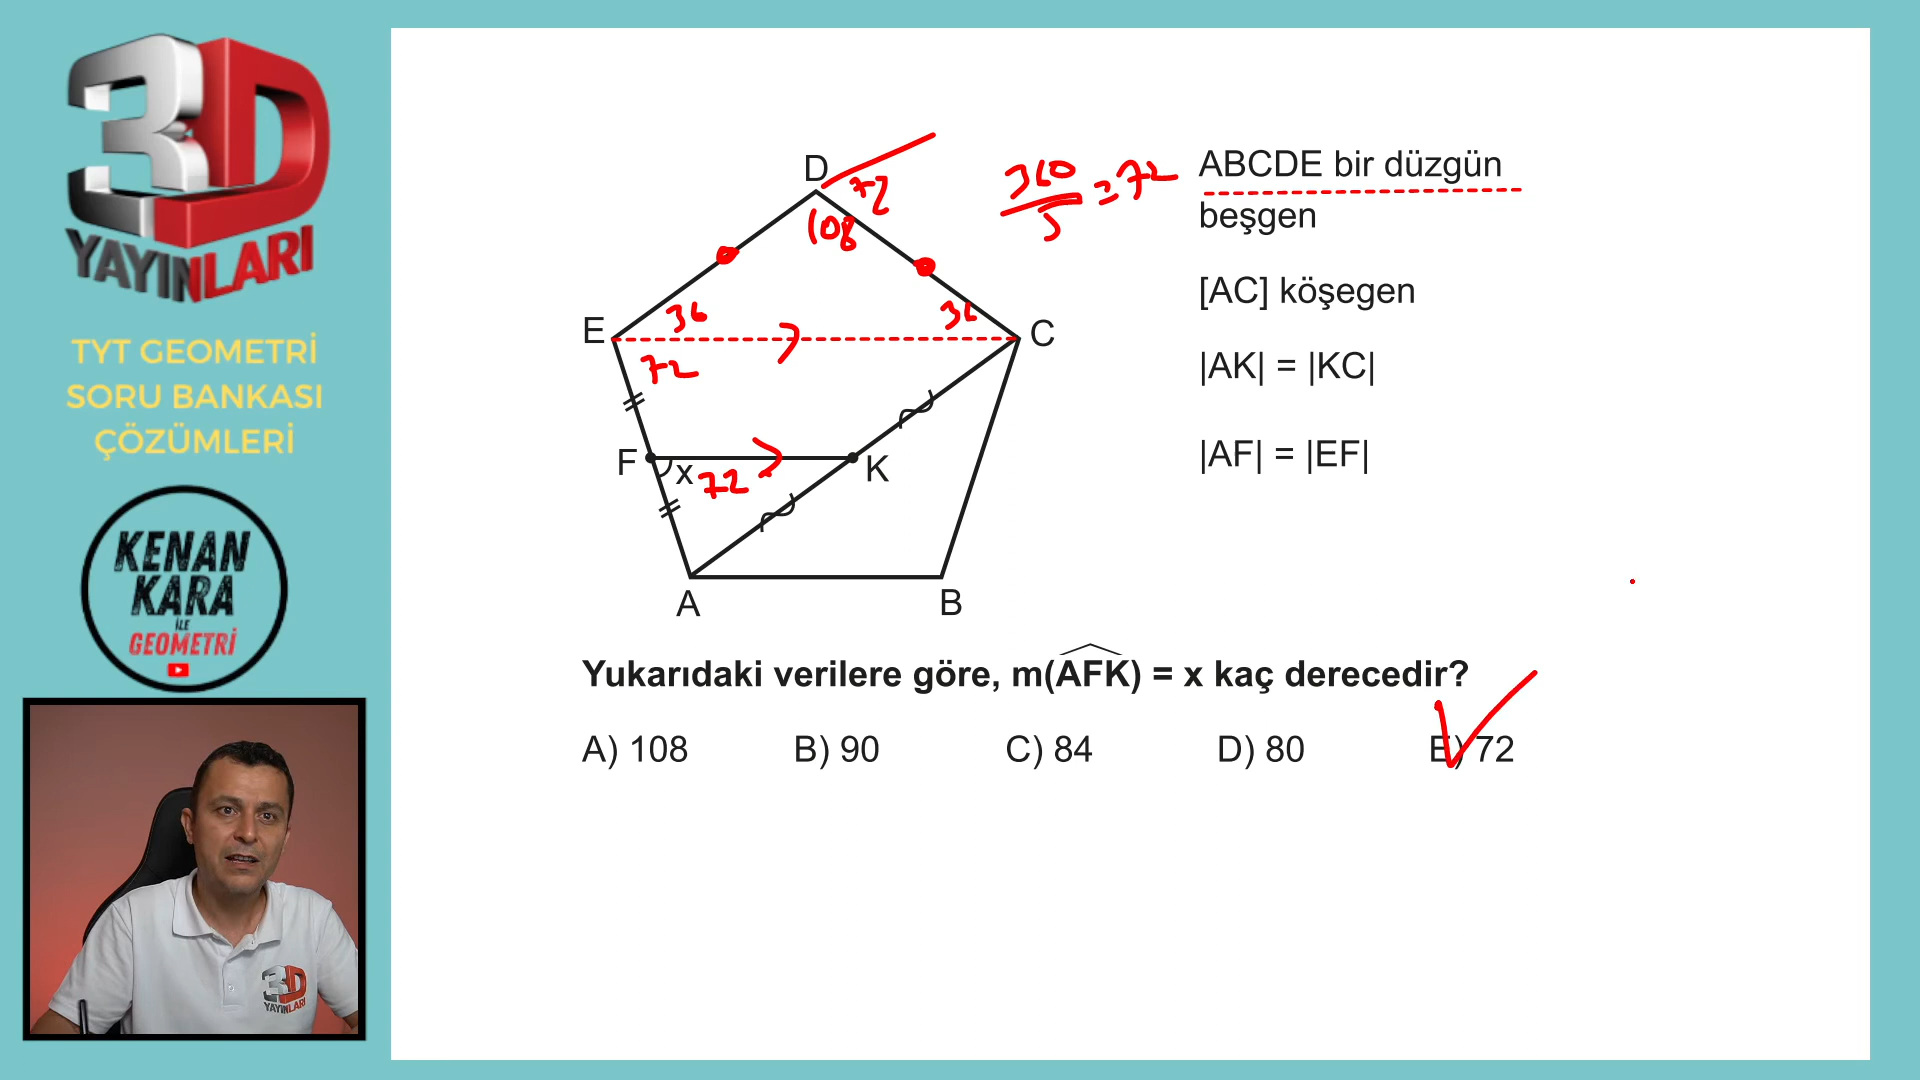 3D
YAYINLARI
TYT GEOMETRİ
SORU BANKASI
ÇÖZÜMLERİ
KENAN
KARA
İLE
GEOMETRİ
3D
YAYINLARI
D
72
108
360
5
=72
E
36
36
C
72
F
x
72
K
A
B
ABCDE bir düzgün
beşgen
[AC] köşegen
|AK| = |KC|
|AF| = |EF|
Yukarıdaki verilere göre, m(AFK) = x kaç derecedir?
A) 108 B) 90 C) 84 D) 80 E) 72